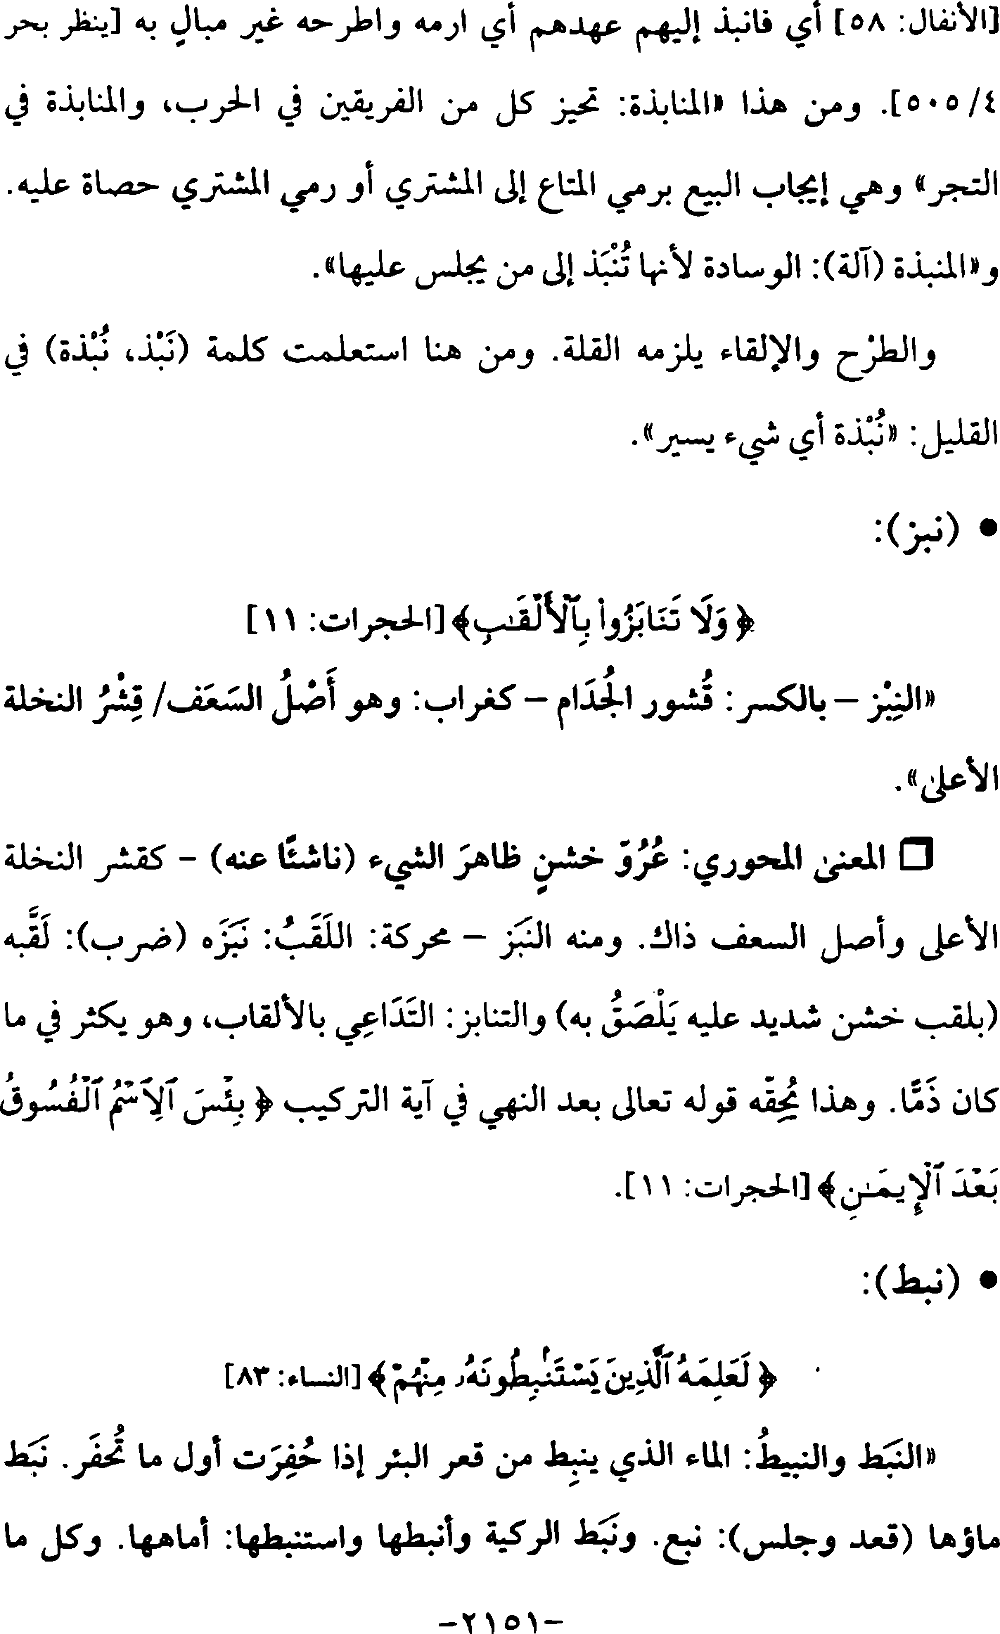 [الأنفال: ٥٨] أي فانبذ إليهم عهدهم أي ارمه واطرحه غير مبالٍ به [ينظر بحر
٤/ ٥٠٥]. ومن هذا «المنابذة: تحيز كل من الفريقين في الحرب، والمنابذة في
التجر» وهي إيجاب البيع برمي المتاع إلى المشتري أو رمي المشتري حصاة عليه.
و«المنبذة (آلة): الوسادة لأنها تُنْبَذ إلى من يجلس عليها».
والطرْح والإلقاء يلزمه القلة. ومن هنا استعلمت كلمة (نَبْذ، نُبْذة) في
القليل: «نُبْذة أي شيء يسير».
• (نبز):
﴿وَلَا تَنَابَزُوا۟ بِٱلْأَلْقَـٰبِ﴾ [الحجرات: ١١]
«النِبْز – بالكسر: قُشور الجُدَام – كغراب: وهو أَصْلُ السَعَف/ قِشْرُ النخلة
الأعلى».
❒ المعنى المحوري: عُرُوّ خشنٍ ظاهرَ الشيء (ناشئًا عنه) – كقشر النخلة
الأعلى وأصل السعف ذاك. ومنه النَبَز – محركة: اللَقَبُ: نَبَزَه (ضرب): لَقَّبه
(بلقب خشن شديد عليه يَلْصَقُ به) والتنابز: التَدَاعِي بالألقاب، وهو يكثر في ما
كان ذَمًّا. وهذا يُحِقّه قوله تعالى بعد النهي في آية التركيب ﴿بِئْسَ ٱلِٱسْمُ ٱلْفُسُوقُ
بَعْدَ ٱلْإِيمَـٰنِ﴾ [الحجرات: ١١].
• (نبط):
﴿لَعَلِمَهُ ٱلَّذِينَ يَسْتَنۢبِطُونَهُۥ مِنْهُمْ﴾ [النساء: ٨٣]
«النَبَط والنبيطُ: الماء الذي ينبِط من قعر البئر إذا حُفِرَت أول ما تُحْفَر. نَبَط
ماؤها (قعد وجلس): نبع. ونَبَط الركية وأنبطها واستنبطها: أماهها. وكل ما
–٢١٥١–